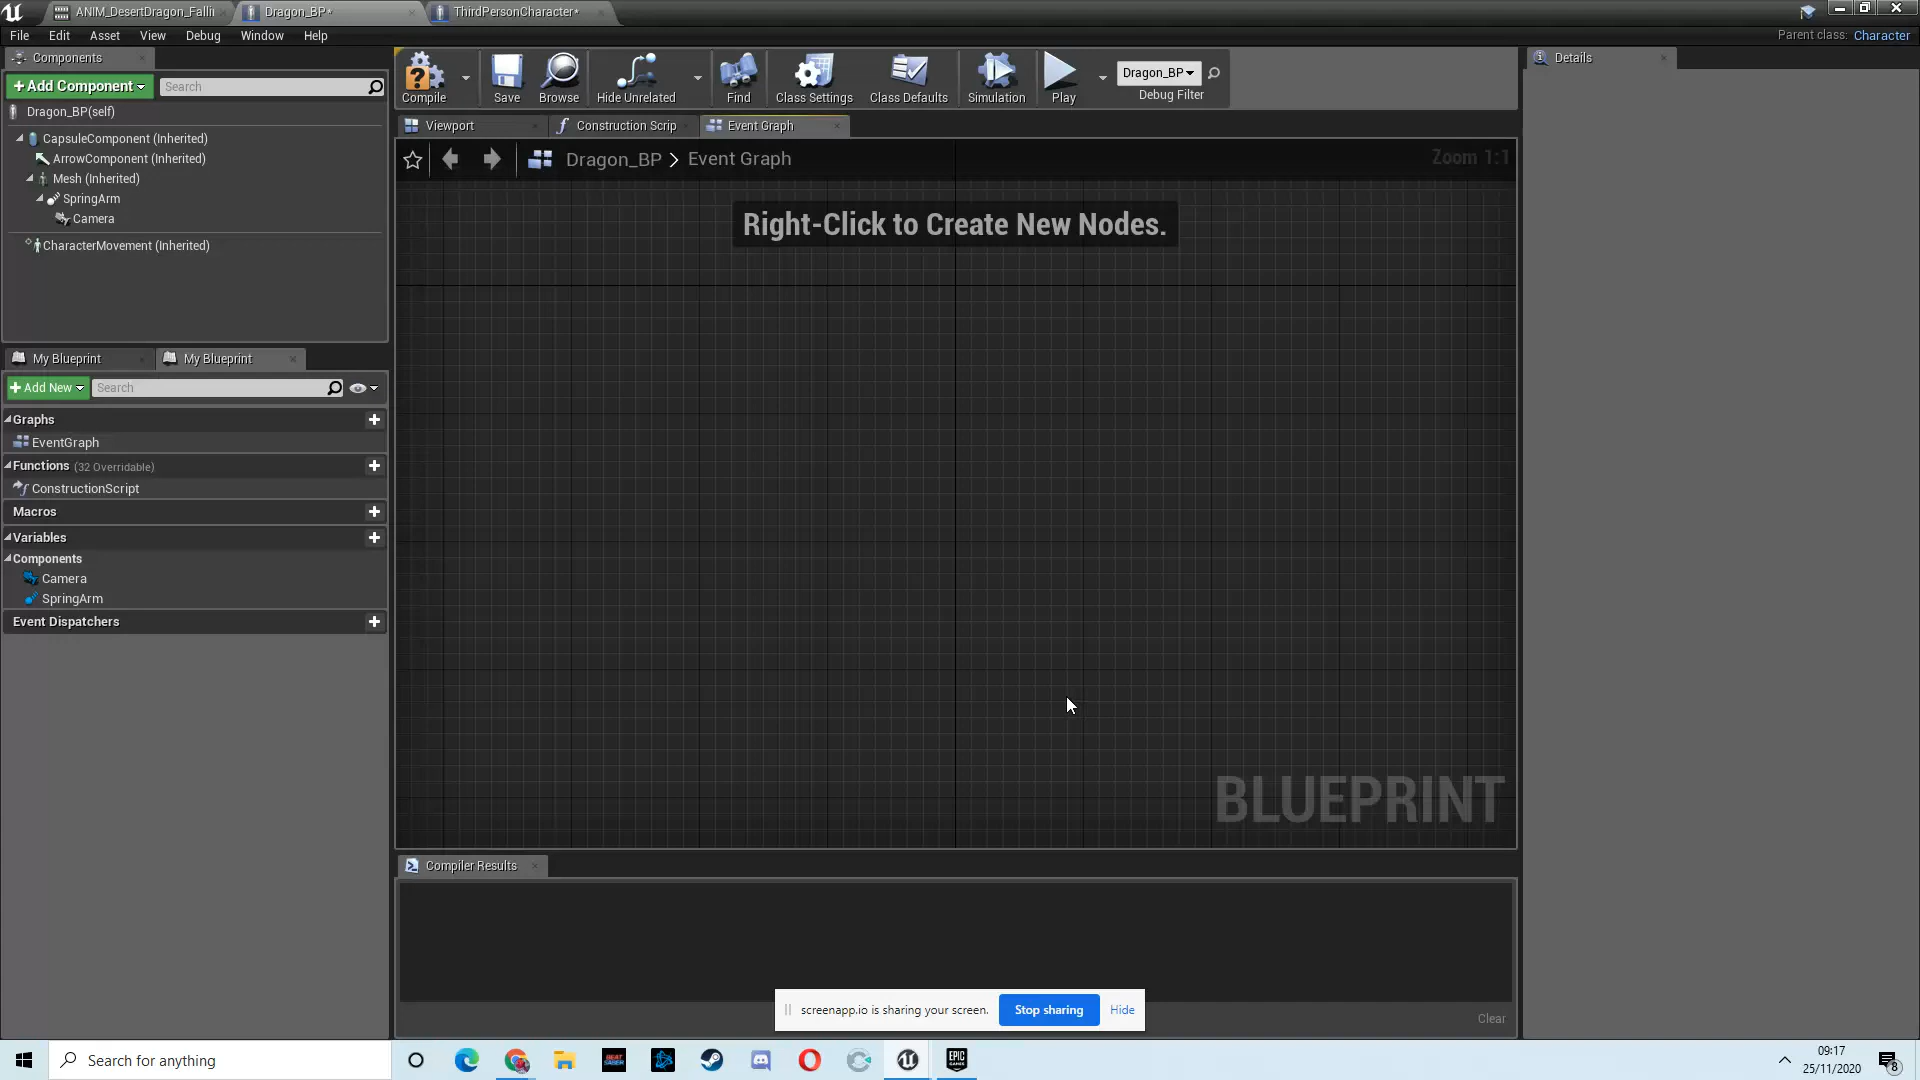 ANIM_DesertDragon_Falli
Dragon_BP*
ThirdPersonCharacter*
File Edit Asset View Debug Window Help
Parent class: Character
Components
+Add Component
Search
Dragon_BP(self)
CapsuleComponent (Inherited)
ArrowComponent (Inherited)
Mesh (Inherited)
SpringArm
Camera
CharacterMovement (Inherited)
My Blueprint
My Blueprint
+Add New
Search
Graphs
EventGraph
Functions (32 Overridable)
ConstructionScript
Macros
Variables
Components
Camera
SpringArm
Event Dispatchers
Compile
Save
Browse
Hide Unrelated
Find
Class Settings
Class Defaults
Simulation
Play
Dragon_BP
Debug Filter
Viewport
Construction Scrip
Event Graph
Dragon_BP > Event Graph
Zoom 1:1
Right-Click to Create New Nodes.
BLUEPRINT
Compiler Results
Clear
Details
screenapp.io is sharing your screen.
Stop sharing
Hide
Search for anything
BEAT
SABER
EPIC
GAMES
09:17
25/11/2020
8